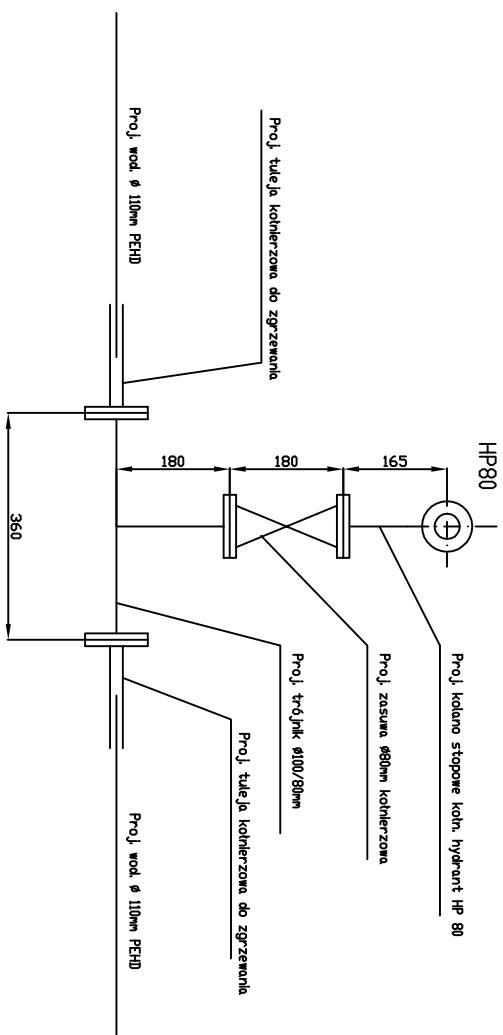 HP80
Proj. kolano stopowe kołn. hydrant HP 80
Proj. zasuwa ø80mm kołnierzowa
Proj. trójnik ø100/80mm
Proj. tuleja kołnierzowa do zgrzewania
Proj. tuleja kołnierzowa do zgrzewania
Proj. wod. ø 110mm PEHD
Proj. wod. ø 110mm PEHD
180
180
165
360